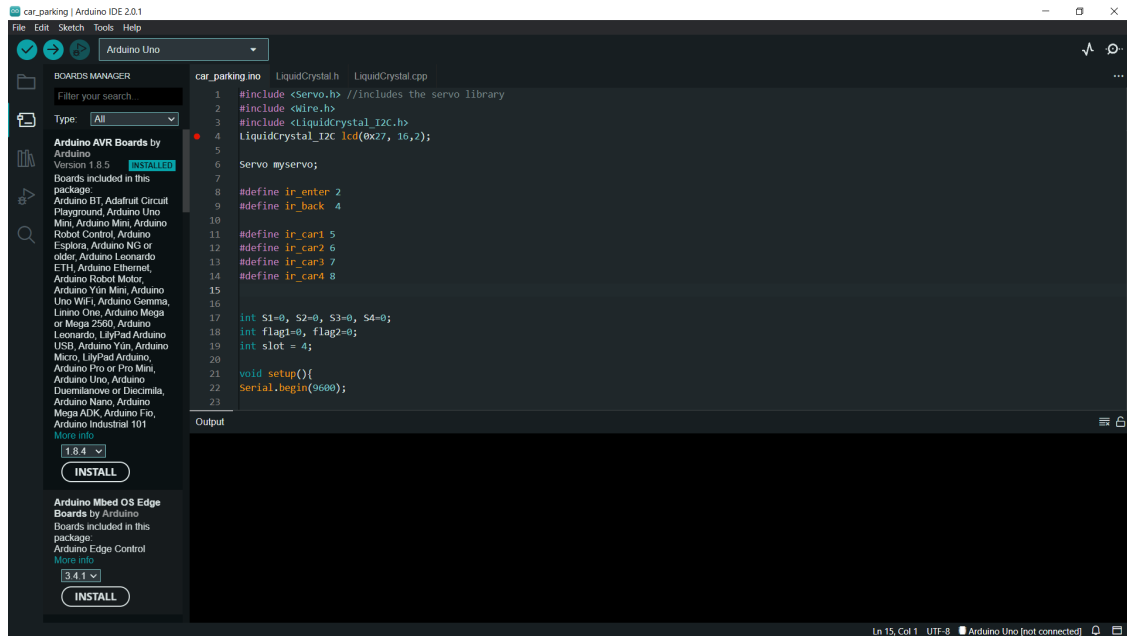 car_parking | Arduino IDE 2.0.1
File Edit Sketch Tools Help
Arduino Uno
BOARDS MANAGER
Filter your search...
Type: All
Arduino AVR Boards by
Arduino
Version 1.8.5 INSTALLED
Boards included in this
package:
Arduino BT, Adafruit Circuit
Playground, Arduino Uno
Mini, Arduino Mini, Arduino
Robot Control, Arduino
Esplora, Arduino NG or
older, Arduino Leonardo
ETH, Arduino Ethernet,
Arduino Robot Motor,
Arduino Yún Mini, Arduino
Uno WiFi, Arduino Gemma,
Linino One, Arduino Mega
or Mega 2560, Arduino
Leonardo, LilyPad Arduino
USB, Arduino Yún, Arduino
Micro, LilyPad Arduino,
Arduino Pro or Pro Mini,
Arduino Uno, Arduino
Duemilanove or Diecimila,
Arduino Nano, Arduino
Mega ADK, Arduino Fio,
Arduino Industrial 101
More info
1.8.4
INSTALL
Arduino Mbed OS Edge
Boards by Arduino
Boards included in this
package:
Arduino Edge Control
More info
3.4.1
INSTALL
car_parking.ino LiquidCrystal.h LiquidCrystal.cpp
1 #include <Servo.h> //includes the servo library
2 #include <Wire.h>
3 #include <LiquidCrystal_I2C.h>
4 LiquidCrystal_I2C lcd(0x27, 16,2);
5
6 Servo myservo;
7
8 #define ir_enter 2
9 #define ir_back  4
10
11 #define ir_car1 5
12 #define ir_car2 6
13 #define ir_car3 7
14 #define ir_car4 8
15
16
17 int S1=0, S2=0, S3=0, S4=0;
18 int flag1=0, flag2=0;
19 int slot = 4;
20
21 void setup(){
22 Serial.begin(9600);
23
Output
Ln 15, Col 1 UTF-8 Arduino Uno [not connected]